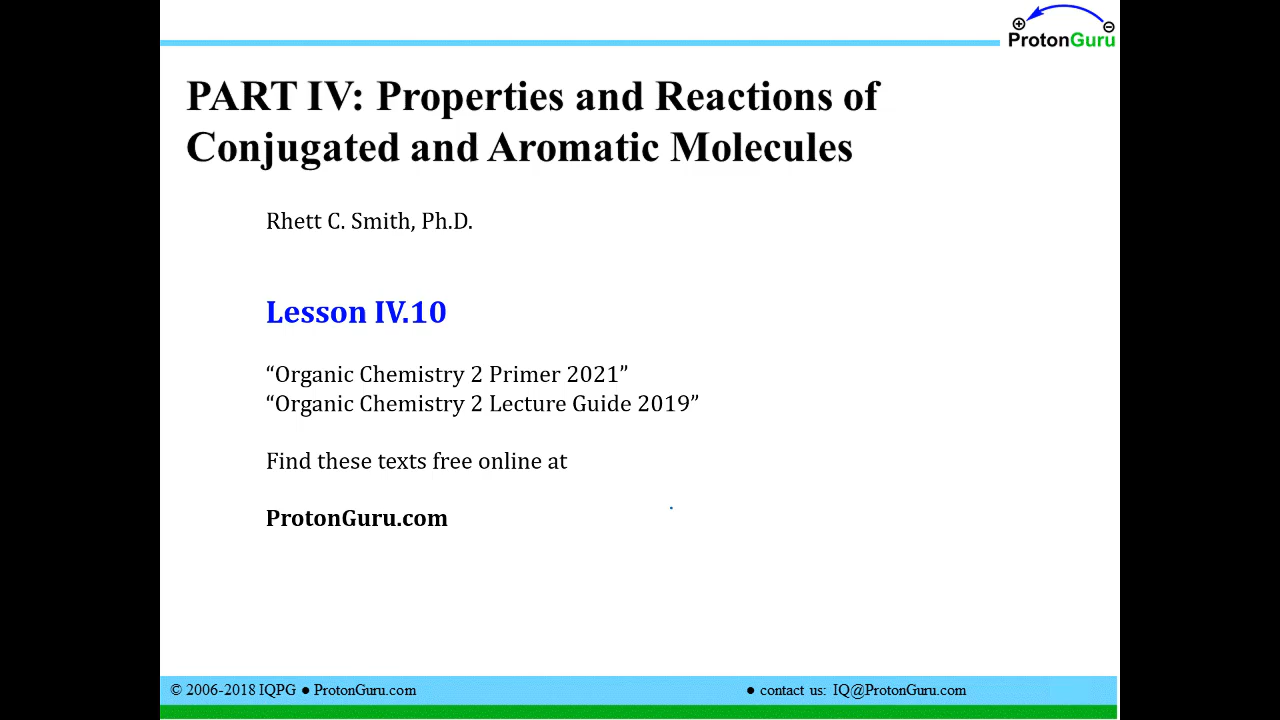 ⊕ ⊖
ProtonGuru
PART IV: Properties and Reactions of
Conjugated and Aromatic Molecules
Rhett C. Smith, Ph.D.
Lesson IV.10
“Organic Chemistry 2 Primer 2021”
“Organic Chemistry 2 Lecture Guide 2019”
Find these texts free online at
ProtonGuru.com
© 2006-2018 IQPG ● ProtonGuru.com
● contact us: IQ@ProtonGuru.com